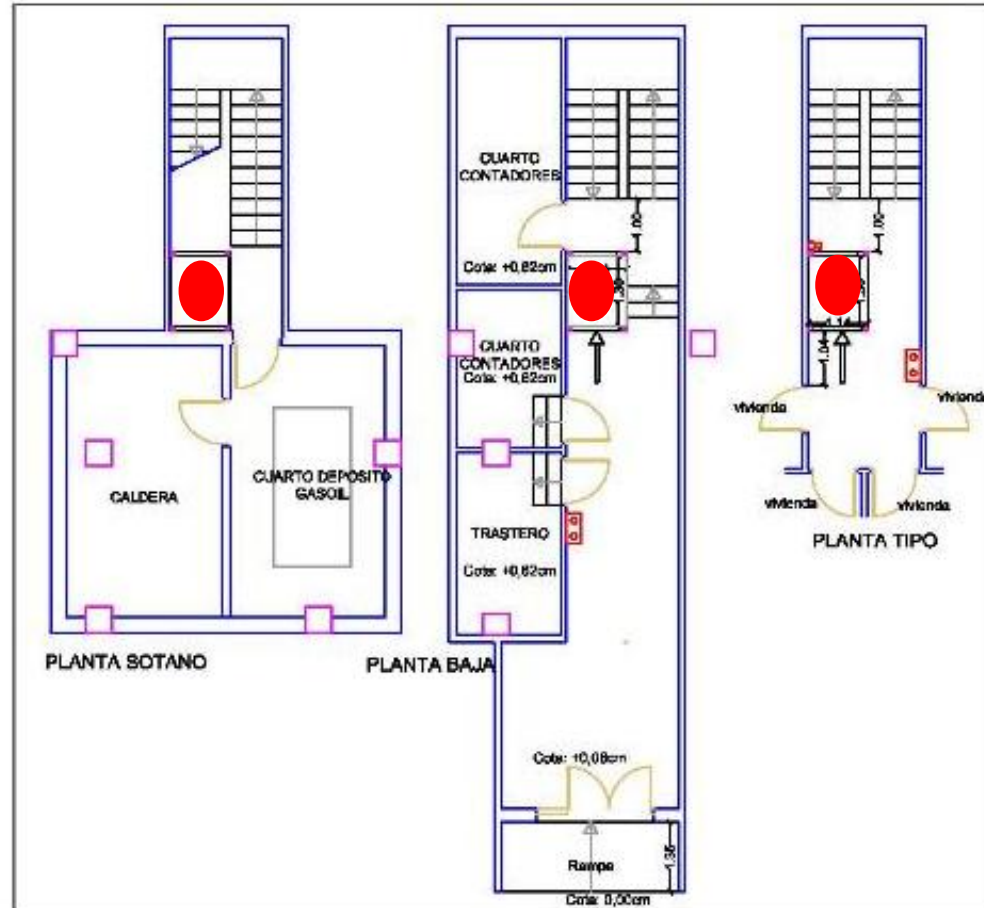 CALDERA
CUARTO DEPOSITO
GASOIL
PLANTA SOTANO
CUARTO
CONTADORES
1.00
Cota: +0,62cm
CUARTO
CONTADORES
Cota: +0,62cm
TRASTERO
Cota: +0,62cm
PLANTA BAJA
Cota: +0,08cm
Rampa
1.35
Cota: 0,00cm
1.00
1.14
1.04
vivienda
vivienda
vivienda
vivienda
PLANTA TIPO